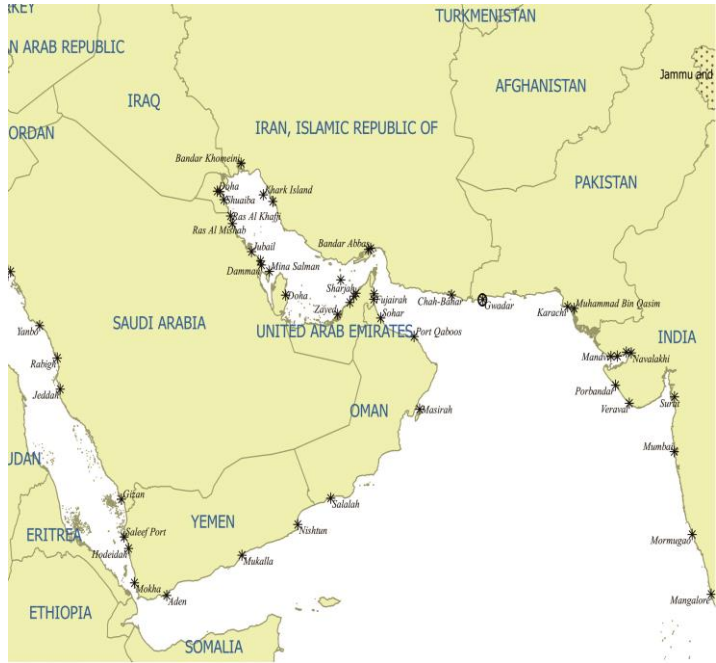 RKEY
TURKMENISTAN
N ARAB REPUBLIC
AFGHANISTAN
Jammu and
IRAQ
IRAN, ISLAMIC REPUBLIC OF
ORDAN
Bandar Khomeini
PAKISTAN
Doha
Khark Island
Shuaiba
Ras Al Khafji
Ras Al Mishab
Jubail
Bandar Abbas
Dammam
Mina Salman
Sharjah
Doha
Fujairah
Chah-Bahar
Gwadar
Muhammad Bin Qasim
Karachi
Zayed
Sohar
SAUDI ARABIA
UNITED ARAB EMIRATES
Port Qaboos
Yanbo
INDIA
Rabigh
Navalakhi
Porbandar
Jeddah
Veraval
OMAN
Masirah
Mumbai
UDAN
Gizan
Salalah
YEMEN
Nishtun
ERITREA
Saleef Port
Hodeidah
Mormugao
Mukalla
Mokha
Aden
Mangalore
ETHIOPIA
SOMALIA